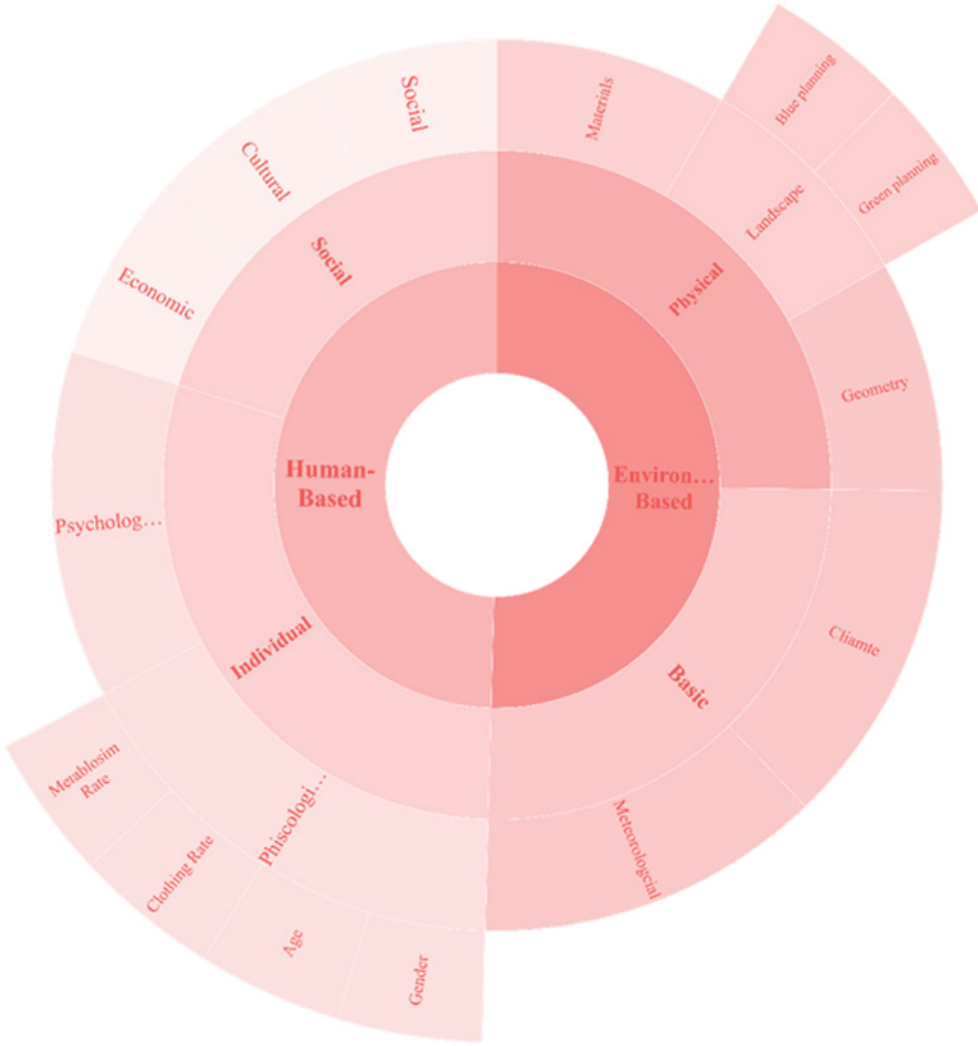 Blue planning
Social
Materials
Cultural
Green planning
Landscape
Social
Physical
Economic
Geometry
Human-
Based
Environ…
Based
Psycholog…
Individual
Basic
Cliamte
Metablosim
Rate
Phiscologi…
Meteorologcial
Clothing Rate
Age
Gender